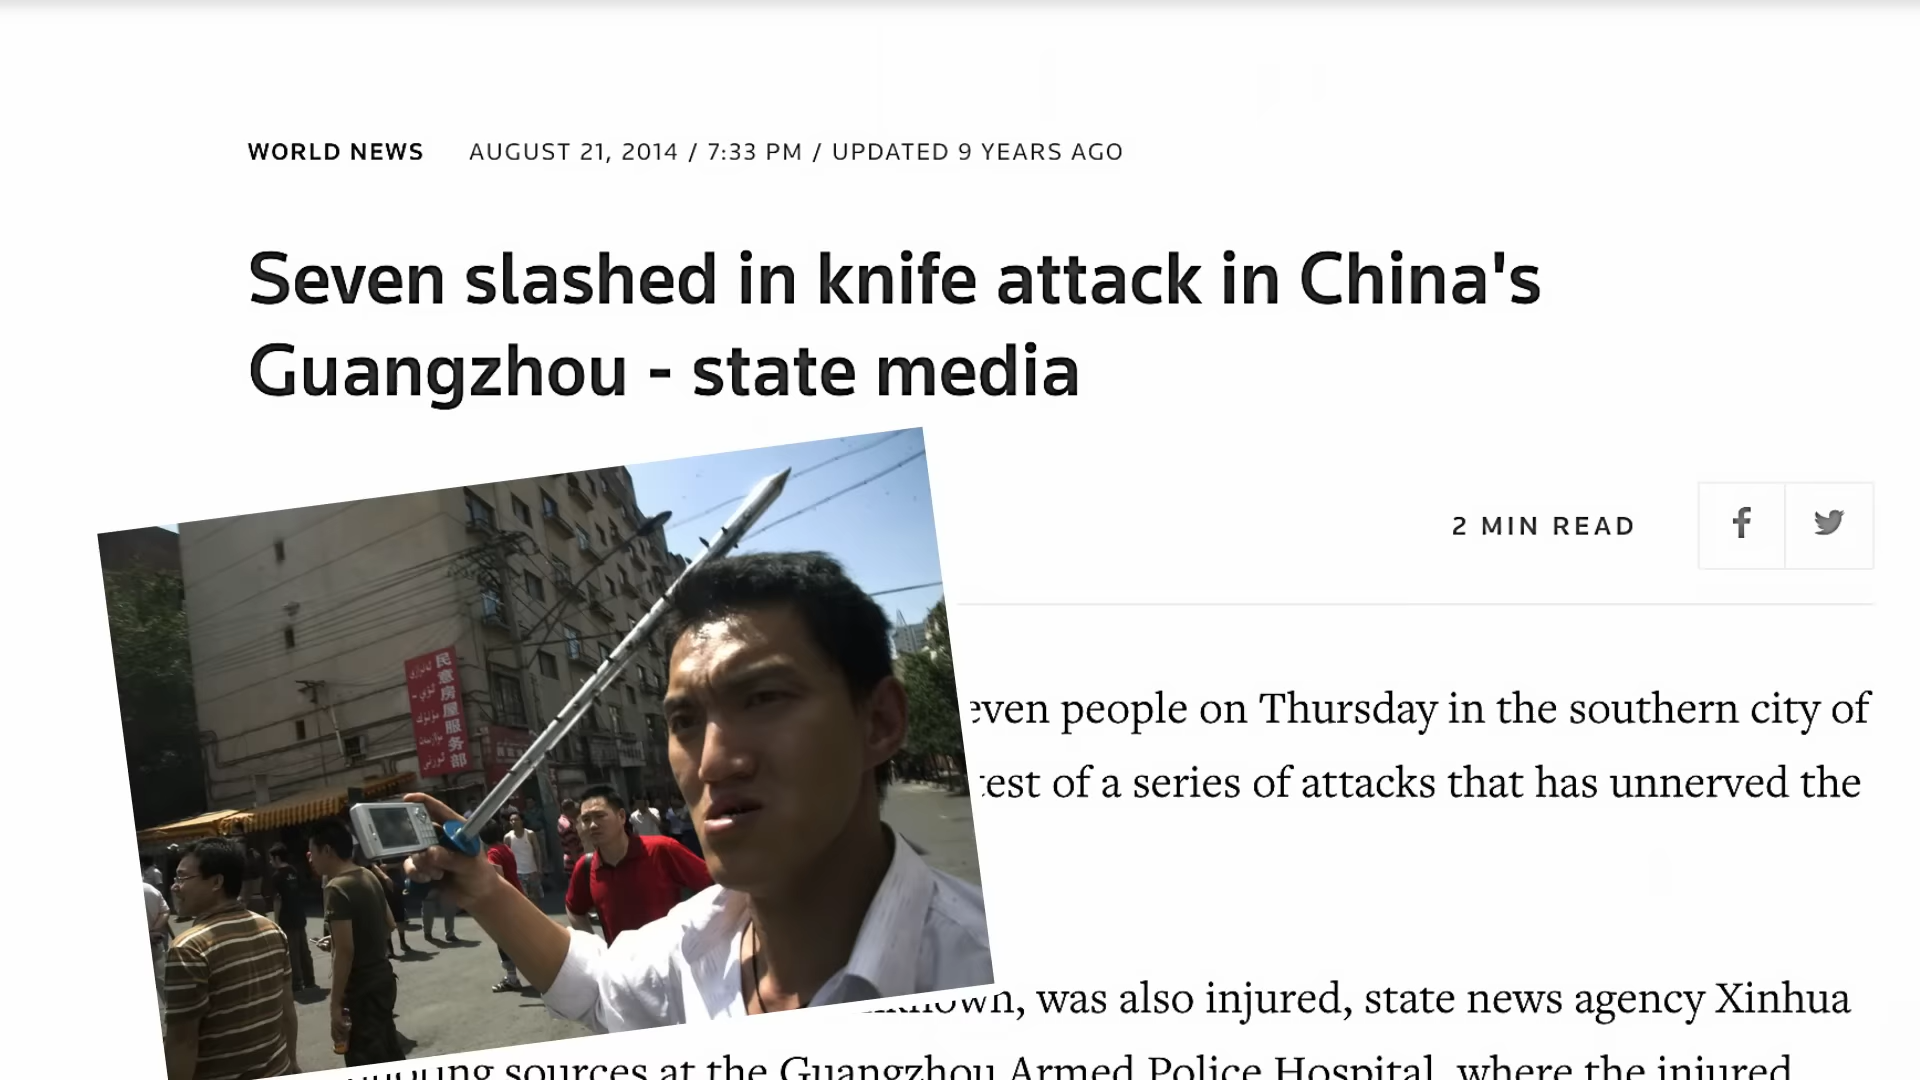 WORLD NEWS AUGUST 21, 2014 / 7:33 PM / UPDATED 9 YEARS AGO
Seven slashed in knife attack in China's
Guangzhou - state media
2 MIN READ
民意房屋服务部
people on Thursday in the southern city of
of a series of attacks that has unnerved the
was also injured, state news agency Xinhua
sources at the Guangzhou Armed Police Hospital, where the injured